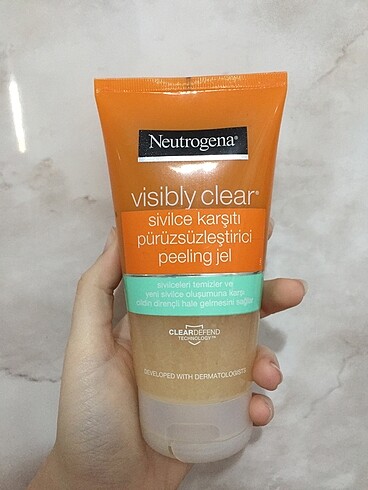 Neutrogena®
visibly clear®
sivilce karşıtı
pürüzsüzleştirici
peeling jel
sivilceleri temizler ve
yeni sivilce oluşumuna karşı
cildin dirençli hale gelmesini sağlar
CLEARDEFEND
TECHNOLOGY™
DEVELOPED WITH DERMATOLOGISTS